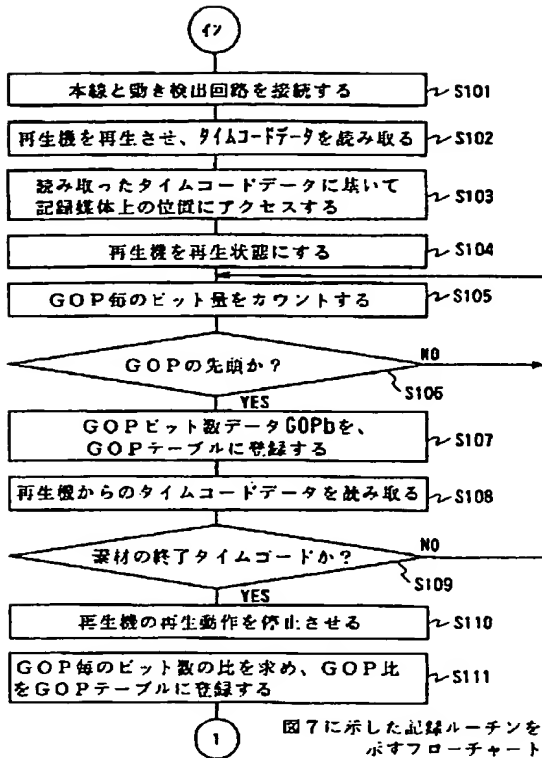 イン
本線と動き検出回路を接続する
S101
再生機を再生させ、タイムコードデータを読み取る
S102
読み取ったタイムコードデータに基いて
記録媒体上の位置にアクセスする
S103
再生機を再生状態にする
S104
GOP毎のビット量をカウントする
S105
GOPの先頭か?
NO
S106
YES
GOPビット数データGOPbを、
GOPテーブルに登録する
S107
再生機からのタイムコードデータを読み取る
S108
素材の終了タイムコードか?
NO
S109
YES
再生機の再生動作を停止させる
S110
GOP毎のビット数の比を求め、GOP比
をGOPテーブルに登録する
S111
1
図7に示した記録ルーチンを
示すフローチャート